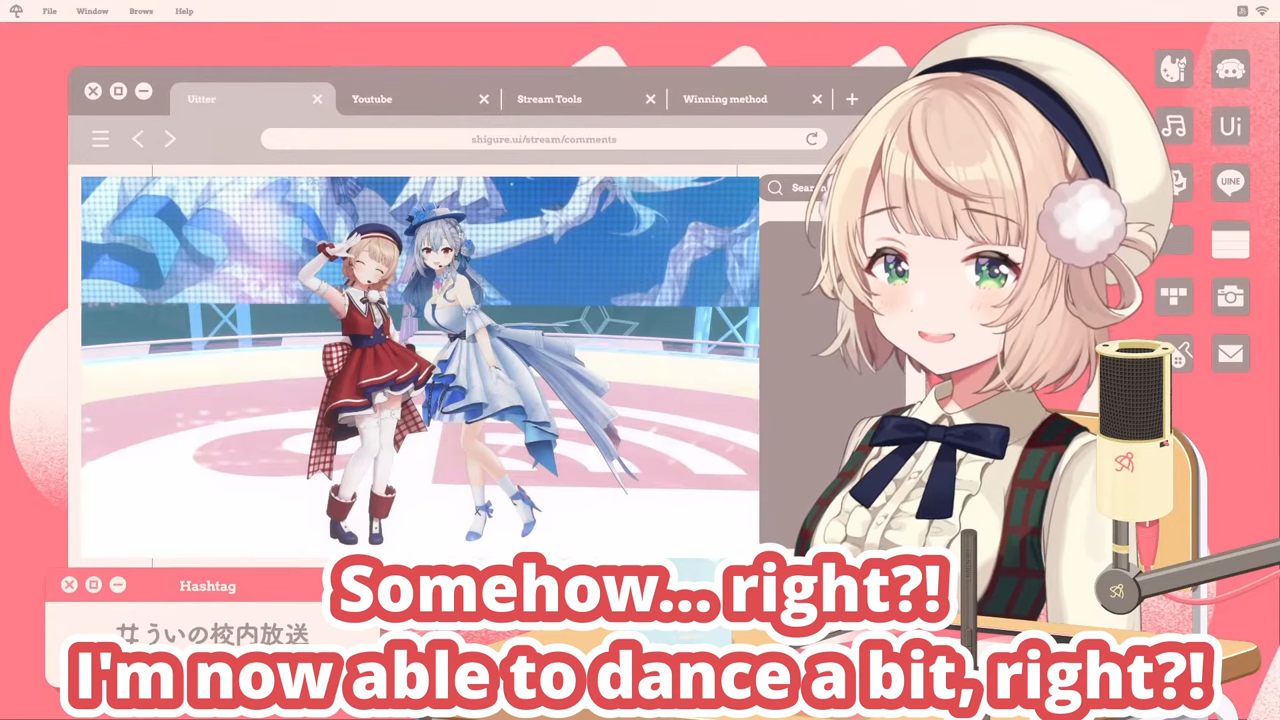 File Window Brows Help
あ
Uitter Youtube Stream Tools Winning method
shigure.ui/stream/comments
Ui
UINE
Hashtag
#ういの校内放送
Somehow... right?!
I'm now able to dance a bit, right?!